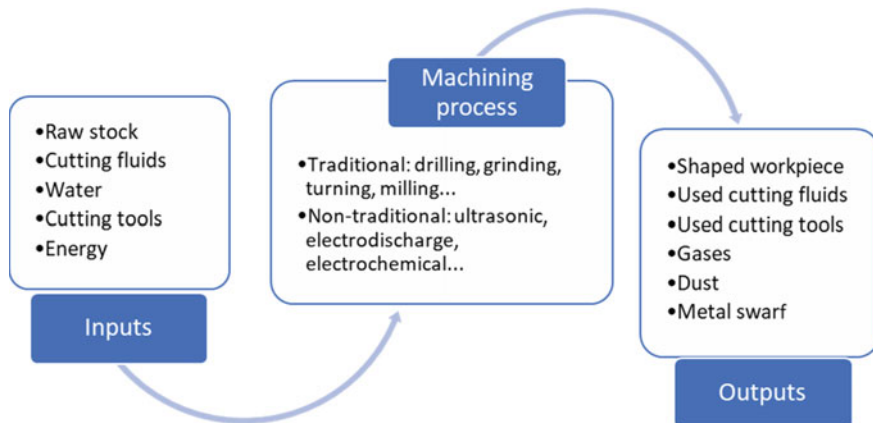 •Raw stock
•Cutting fluids
•Water
•Cutting tools
•Energy
Inputs
Machining
process
•Traditional: drilling, grinding,
turning, milling...
•Non-traditional: ultrasonic,
electrodischarge,
electrochemical...
•Shaped workpiece
•Used cutting fluids
•Used cutting tools
•Gases
•Dust
•Metal swarf
Outputs